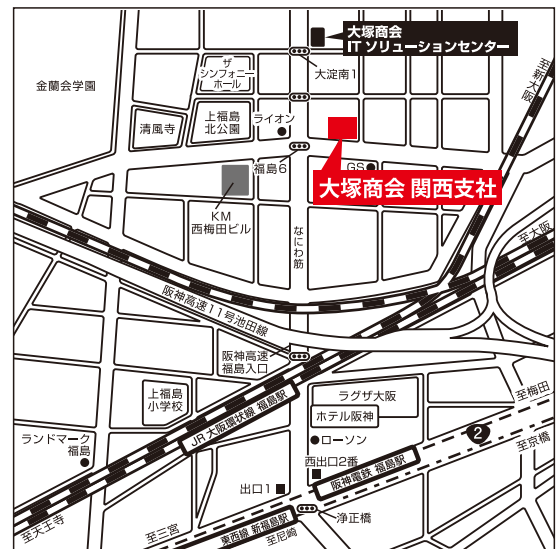 大塚商会
ITソリューションセンター
至新大阪
金蘭会学園
ザ
シンフォニー
ホール
大淀南1
清風寺
上福島
北公園
ライオン
福島6
GS
大塚商会 関西支社
KM
西梅田ビル
なにわ筋
至大阪
阪神高速11号池田線
阪神高速
福島入口
上福島
小学校
JR 大阪環状線 福島駅
ラグザ大阪
ホテル阪神
至梅田
ランドマーク
福島
ローソン
2
至京橋
西出口2番
阪神電鉄 福島駅
出口1
浄正橋
至天王寺
至三宮
東西線 新福島駅
至尼崎